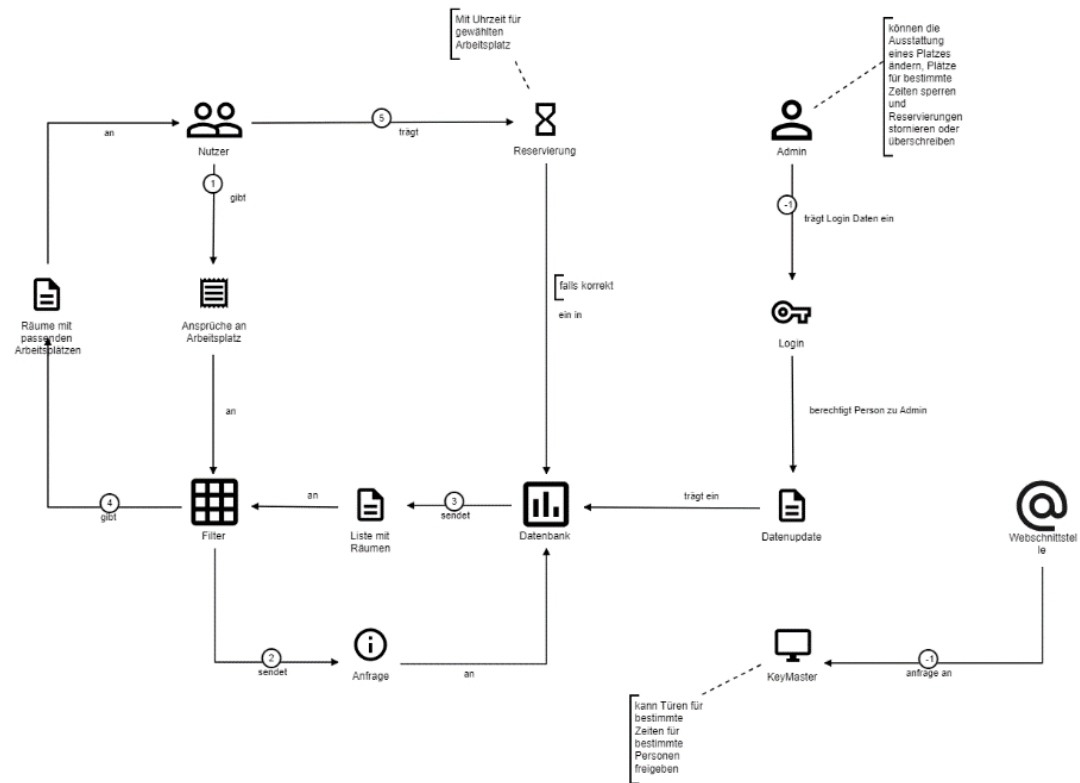 Mit Uhrzeit für
gewählten
Arbeitsplatz
können die
Ausstattung
eines Platzes
ändern, Plätze
für bestimmte
Zeiten sperren
und
Reservierungen
stornieren oder
überschreiben
an
Nutzer
5
trägt
Reservierung
Admin
1
gibt
-1
trägt Login Daten ein
Räume mit
passenden
Arbeitsplätzen
Ansprüche an
Arbeitsplatz
falls korrekt
ein in
Login
an
berechtigt Person zu Admin
4
gibt
Filter
an
Liste mit
Räumen
3
sendet
Datenbank
trägt ein
Datenupdate
Webschnittstel
le
2
sendet
Anfrage
an
KeyMaster
-1
anfrage an
kann Türen für
bestimmte
Zeiten für
bestimmte
Personen
freigeben